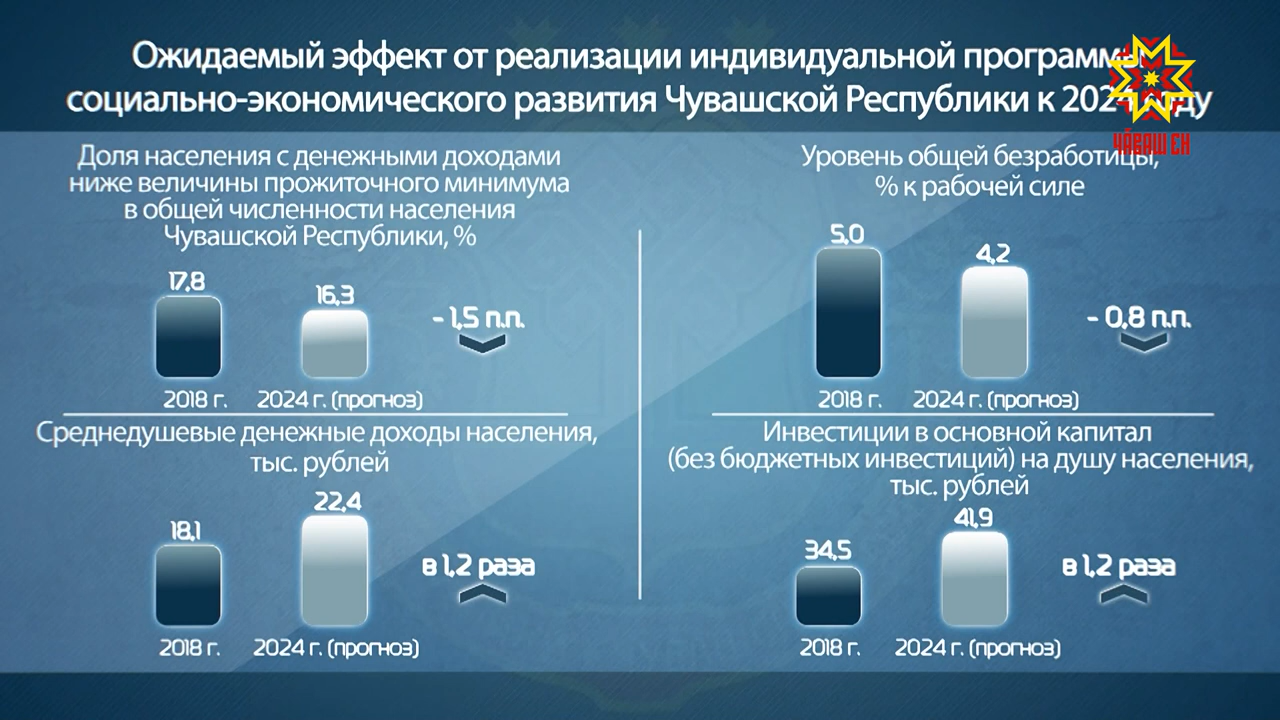 Ожидаемый эффект от реализации индивидуальной программы
социально-экономического развития Чувашской Республики к 2024 году
ЧӐВАШ ЕН
Доля населения с денежными доходами
ниже величины прожиточного минимума
в общей численности населения
Чувашской Республики, %
17,8
16,3
- 1,5 п.п.
2018 г.
2024 г. (прогноз)
Уровень общей безработицы,
% к рабочей силе
5,0
4,2
- 0,8 п.п.
2018 г.
2024 г. (прогноз)
Среднедушевые денежные доходы населения,
тыс. рублей
18,1
22,4
в 1,2 раза
2018 г.
2024 г. (прогноз)
Инвестиции в основной капитал
(без бюджетных инвестиций) на душу населения,
тыс. рублей
34,5
41,9
в 1,2 раза
2018 г.
2024 г. (прогноз)